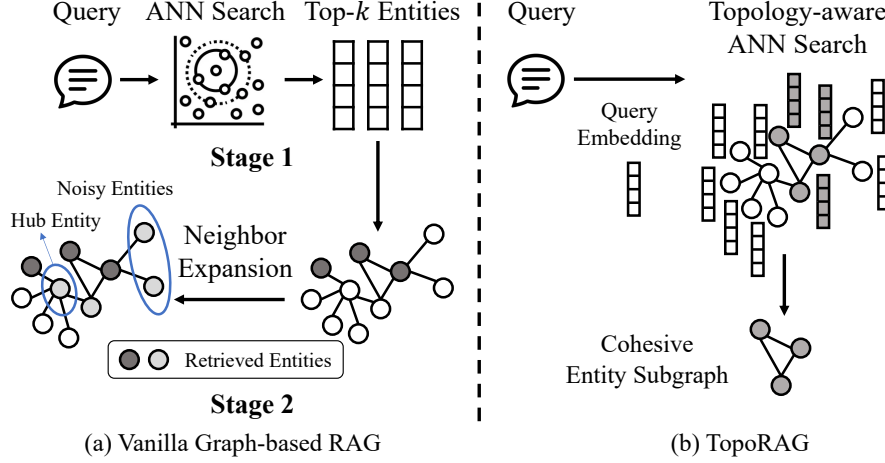 Query
ANN Search
Top-k Entities
Stage 1
Noisy Entities
Hub Entity
Neighbor
Expansion
Retrieved Entities
Stage 2
(a) Vanilla Graph-based RAG
Query
Topology-aware
ANN Search
Query
Embedding
Cohesive
Entity Subgraph
(b) TopoRAG